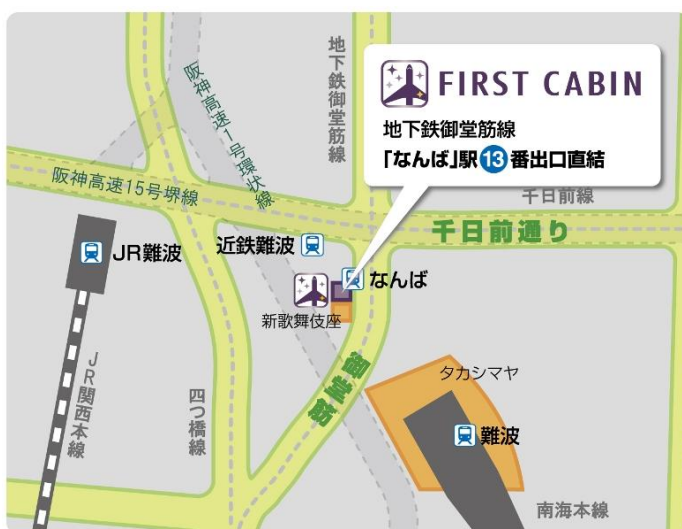 FIRST CABIN
地下鉄御堂筋線
「なんば」駅13番出口直結
地下鉄御堂筋線
阪神高速1号環状線
阪神高速15号堺線
千日前線
千日前通り
JR難波
近鉄難波
なんば
新歌舞伎座
御堂筋
タカシマヤ
難波
JR関西本線
四つ橋線
南海本線